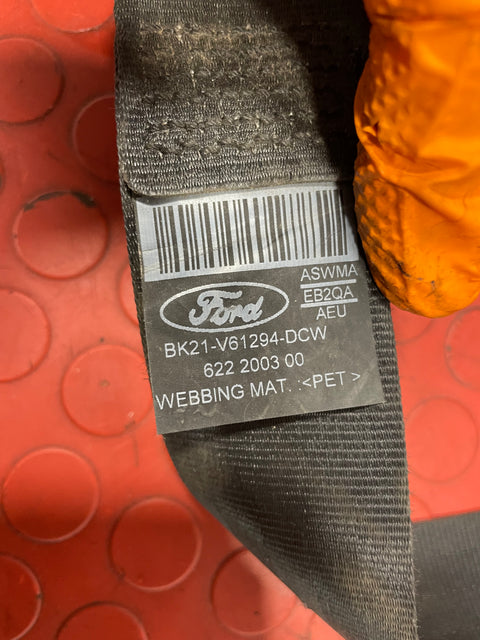 Ford
ASWMA
EB2QA
AEU
BK21-V61294-DCW
622 2003 00
WEBBING MAT. :<PET>